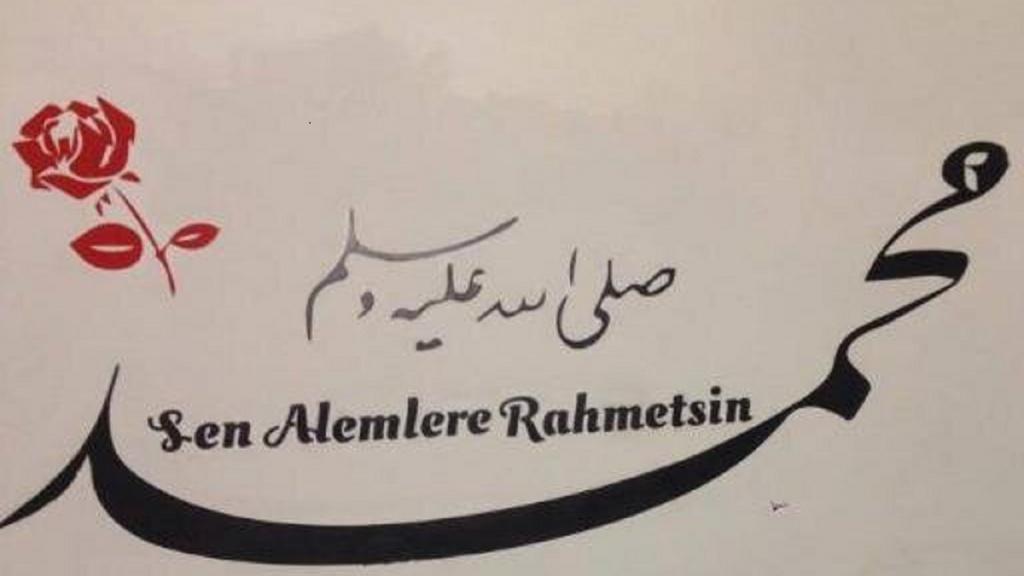 محمد
صلى الله عليه وسلم
Sen Alemlere Rahmetsin